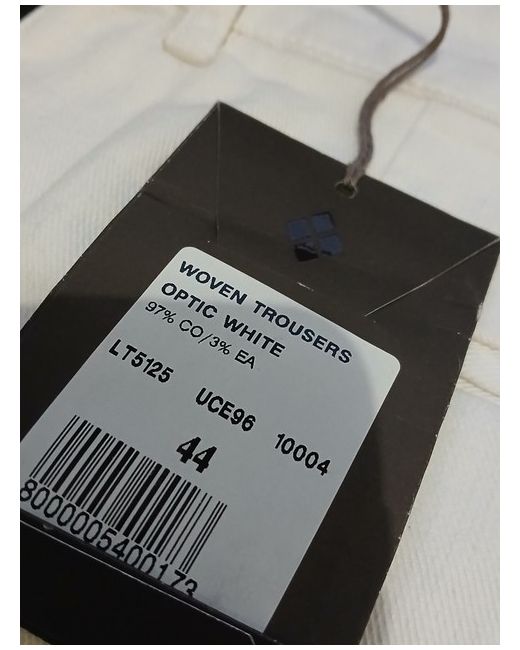 WOVEN TROUSERS
OPTIC WHITE
97% CO/3% EA
LT5125 UCE96 10004
44
8000005400173